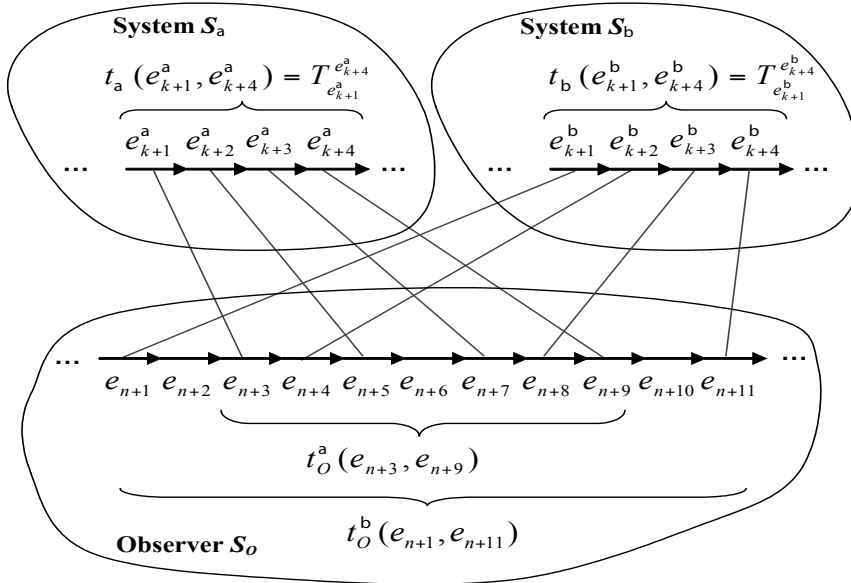 System Sₐ
System S_b
t_a (e^a_{k+1}, e^a_{k+4}) = T^{e^a_{k+4}}_{e^a_{k+1}}
t_b (e^b_{k+1}, e^b_{k+4}) = T^{e^b_{k+4}}_{e^b_{k+1}}
... e^a_{k+1} e^a_{k+2} e^a_{k+3} e^a_{k+4} ...
... e^b_{k+1} e^b_{k+2} e^b_{k+3} e^b_{k+4} ...
... e_{n+1} e_{n+2} e_{n+3} e_{n+4} e_{n+5} e_{n+6} e_{n+7} e_{n+8} e_{n+9} e_{n+10} e_{n+11} ...
t^a_O (e_{n+3}, e_{n+9})
t^b_O (e_{n+1}, e_{n+11})
Observer S_o